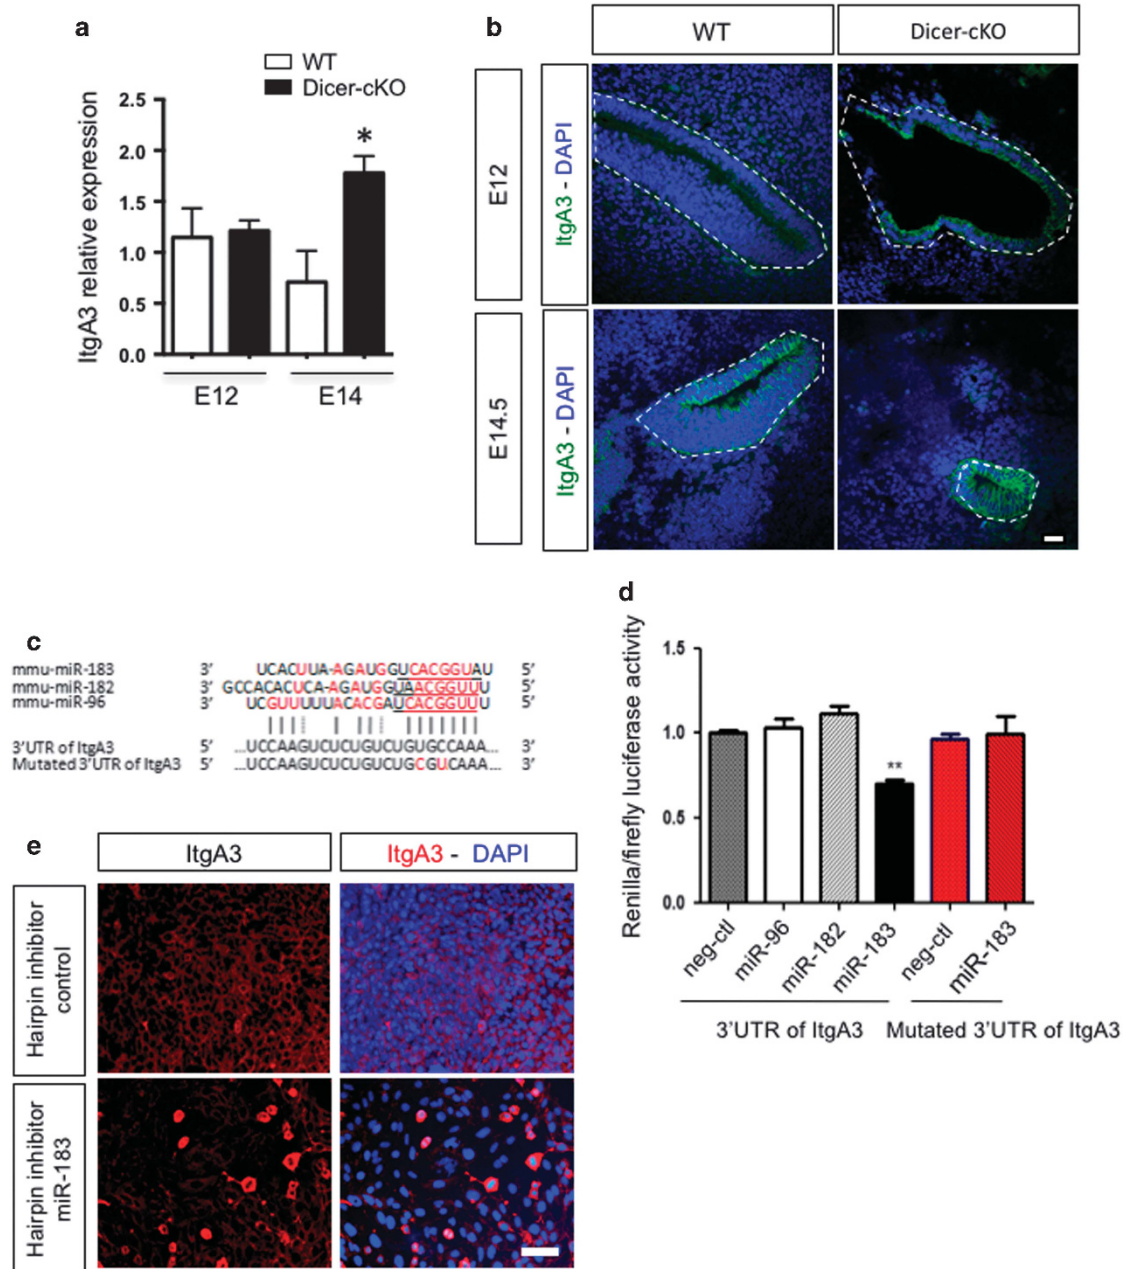 a
WT
Dicer-cKO
ItgA3 relative expression
2.5
2.0
1.5
1.0
0.5
0.0
*
E12
E14
b
WT
Dicer-cKO
E12
ItgA3 - DAPI
E14.5
ItgA3 - DAPI
c
mmu-miR-183 3′ UCACUUA-AGAUGGUCACGGUAU 5′
mmu-miR-182 3′ GCCACACUCA-AGAUGGUAACGGUUU 5′
mmu-miR-96 3′ UCGUUUUUACACGAUCACGGUUU 5′
3′UTR of ItgA3 5′ ...UCCAAGUCUCUGUCUGUGCCAAA... 3′
Mutated 3′UTR of ItgA3 5′ ...UCCAAGUCUCUGUCUGCGUCAAA... 3′
d
Renilla/firefly luciferase activity
1.5
1.0
0.5
0.0
**
neg-ctl
miR-96
miR-182
miR-183
neg-ctl
miR-183
3′UTR of ItgA3
Mutated 3′UTR of ItgA3
e
ItgA3
ItgA3 - DAPI
Hairpin inhibitor
control
Hairpin inhibitor
miR-183